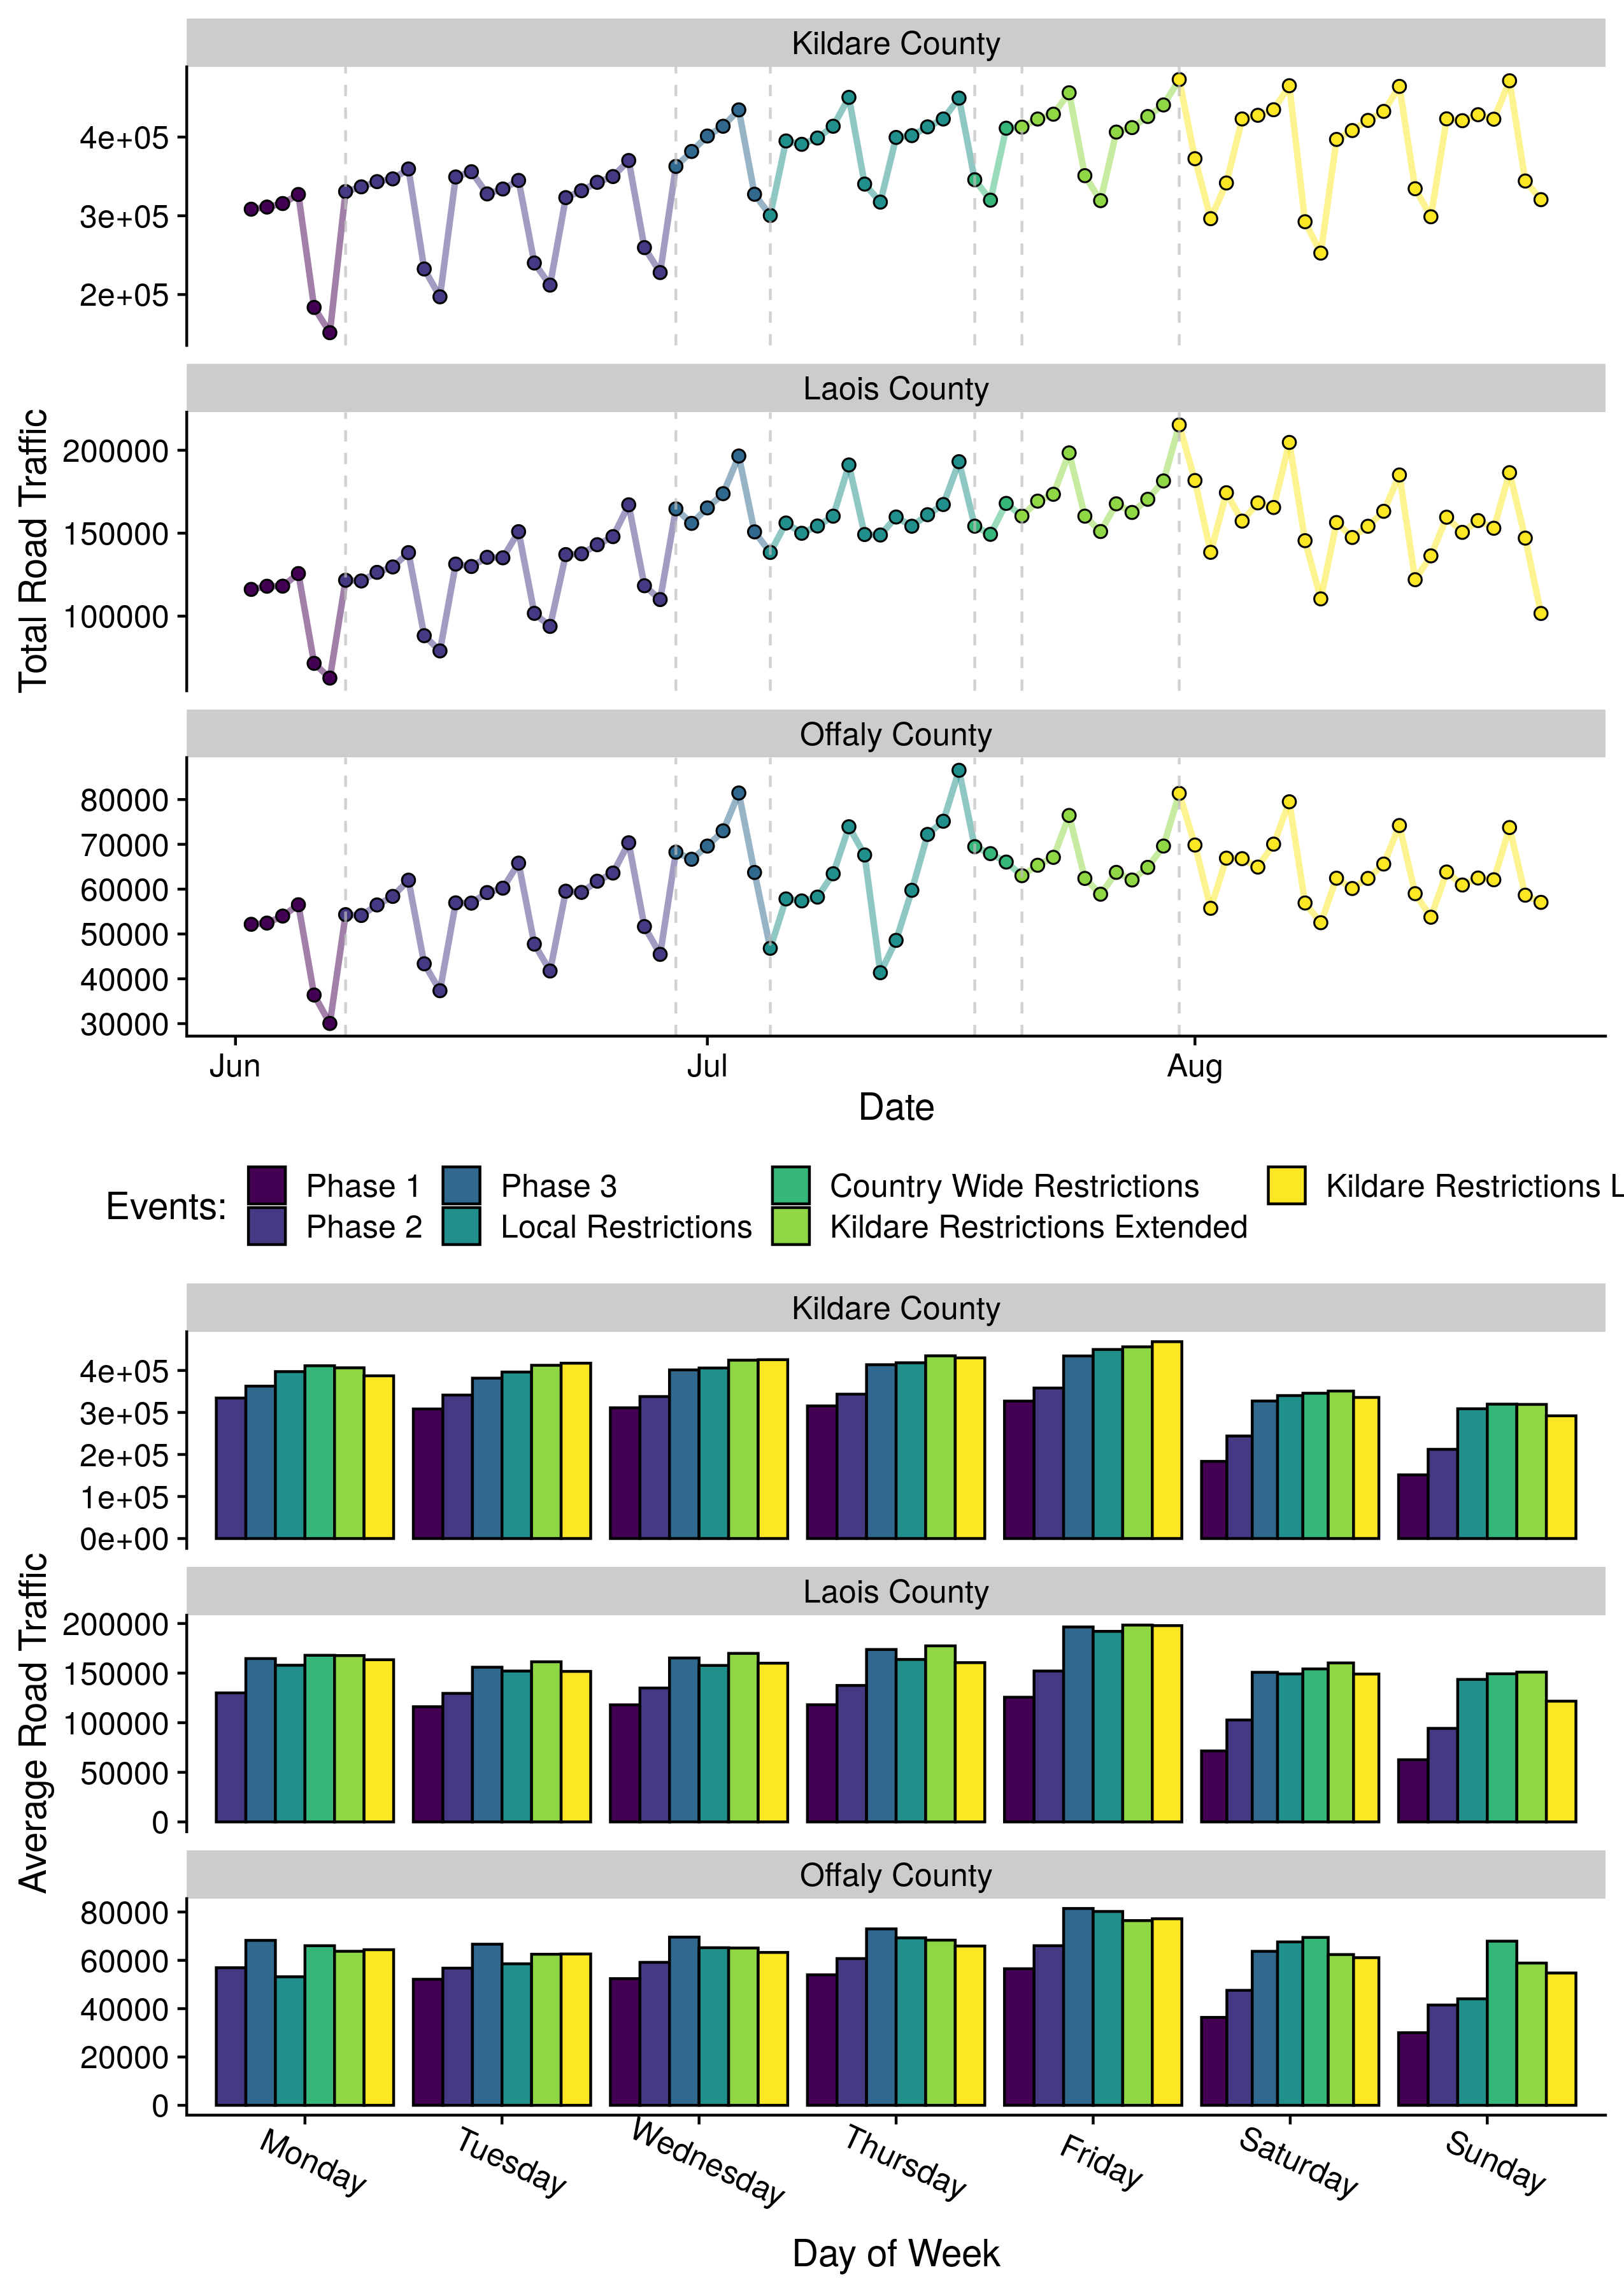 Kildare County
4e+05
3e+05
2e+05
Laois County
200000
150000
100000
Offaly County
80000
70000
60000
50000
40000
30000
Total Road Traffic
Jun Jul Aug
Date
Events:
Phase 1 Phase 3 Country Wide Restrictions Kildare Restrictions L
Phase 2 Local Restrictions Kildare Restrictions Extended
Kildare County
4e+05
3e+05
2e+05
1e+05
0e+00
Laois County
200000
150000
100000
50000
0
Offaly County
80000
60000
40000
20000
0
Average Road Traffic
Monday Tuesday Wednesday Thursday Friday Saturday Sunday
Day of Week